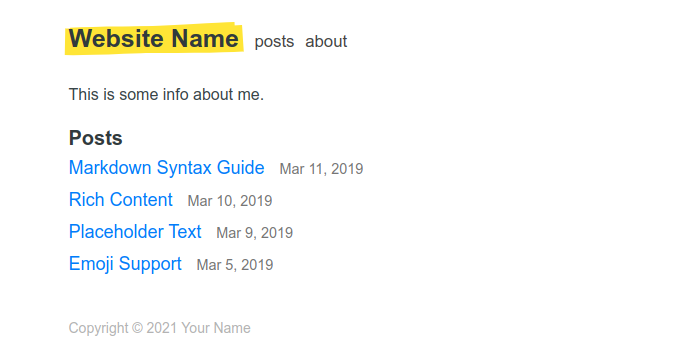 Website Name posts about
This is some info about me.
Posts
Markdown Syntax Guide Mar 11, 2019
Rich Content Mar 10, 2019
Placeholder Text Mar 9, 2019
Emoji Support Mar 5, 2019
Copyright © 2021 Your Name